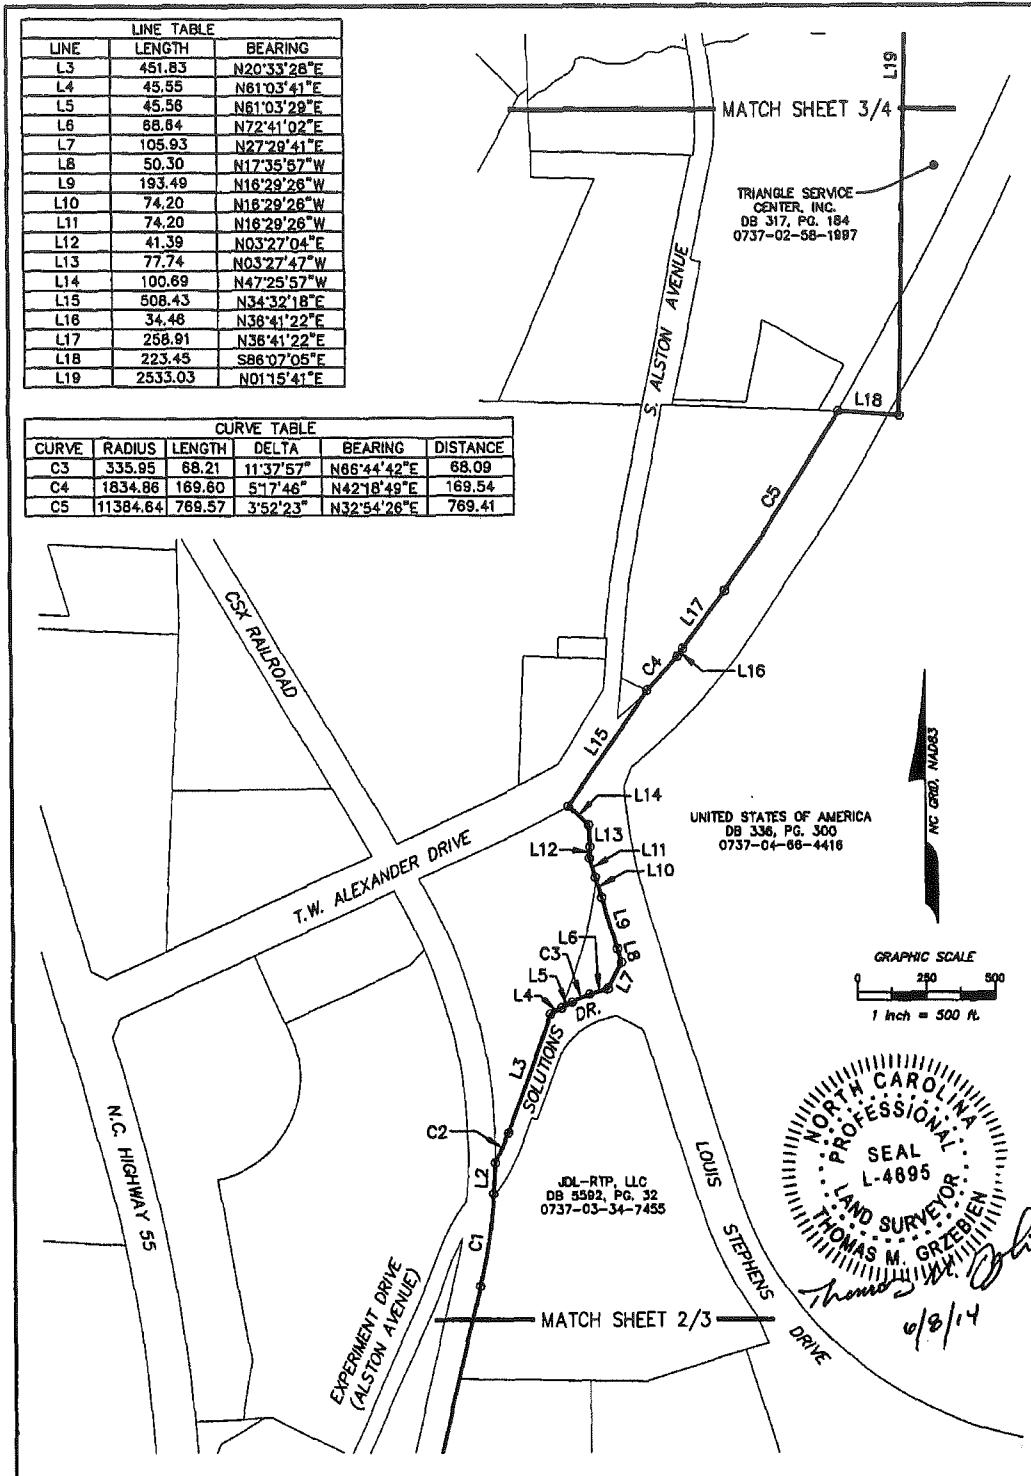 LINE TABLE
LINE LENGTH BEARING
L3 451.83 N20°33'28"E
L4 45.55 N61°03'41"E
L5 45.56 N61°03'29"E
L6 68.64 N72°41'02"E
L7 105.93 N27°29'41"E
L8 50.30 N17°35'57"W
L9 193.49 N16°29'26"W
L10 74.20 N16°29'26"W
L11 74.20 N16°29'26"W
L12 41.39 N03°27'04"E
L13 77.74 N03°27'47"W
L14 100.69 N47°25'57"W
L15 508.43 N34°32'18"E
L16 34.46 N36°41'22"E
L17 258.91 N36°41'22"E
L18 223.45 S86°07'05"E
L19 2533.03 N01°15'41"E
CURVE TABLE
CURVE RADIUS LENGTH DELTA BEARING DISTANCE
C3 335.95 68.21 11°37'57" N66°44'42"E 68.09
C4 1834.86 169.60 5°17'46" N42°18'49"E 169.54
C5 11384.64 769.57 3°52'23" N32°54'26"E 769.41
L19
MATCH SHEET 3/4
TRIANGLE SERVICE
CENTER, INC.
DB 317, PG. 184
0737-02-58-1997
S. ALSTON AVENUE
L18
C5
L17
C4
L16
L15
CSX RAILROAD
NC GRID, NAD83
L14
UNITED STATES OF AMERICA
DB 336, PG. 300
0737-04-66-4416
L13
L12
L11
L10
T.W. ALEXANDER DRIVE
L9
L6
L8
C3
L7
L5
L4
DR.
SOLUTIONS
GRAPHIC SCALE
0 250 500
1 inch = 500 ft.
L3
C2
L2
C1
N.C. HIGHWAY 55
JDL-RTP, LLC
DB 5592, PG. 32
0737-03-34-7455
LOUIS
STEPHENS
DRIVE
NORTH CAROLINA
PROFESSIONAL
SEAL
L-4695
LAND SURVEYOR
THOMAS M. GRZEBIEN
6/8/14
EXPERIMENT DRIVE
(ALSTON AVENUE)
MATCH SHEET 2/3